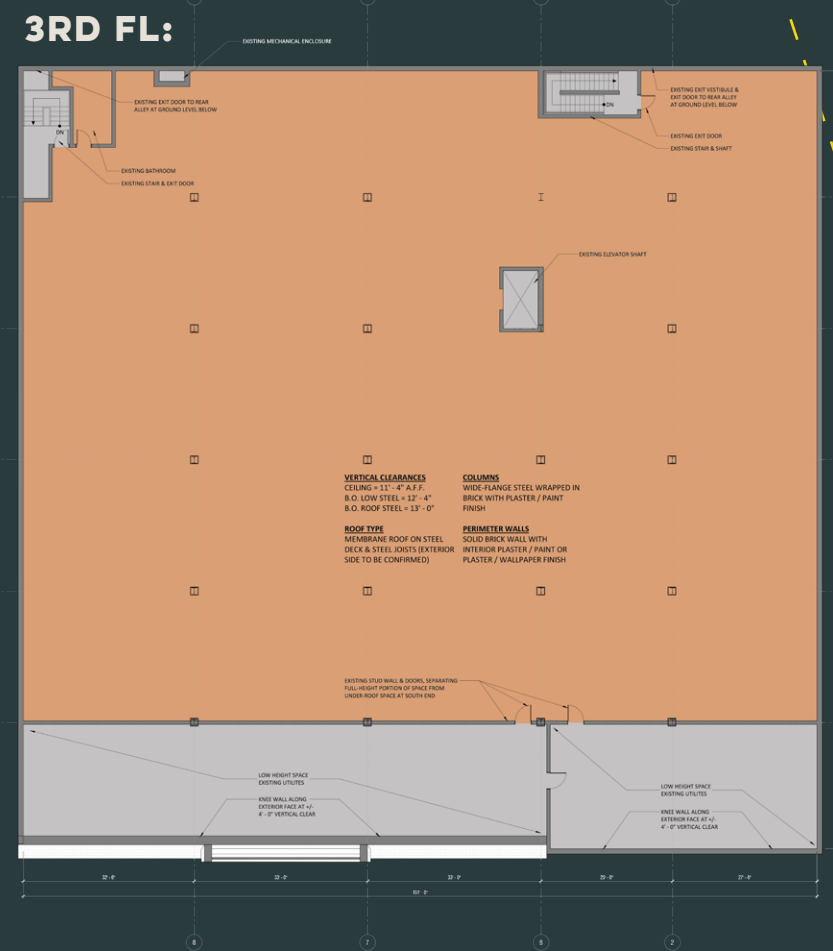 3RD FL:
EXISTING MECHANICAL ENCLOSURE
EXISTING EXIT DOOR TO REAR
ALLEY AT GROUND LEVEL BELOW
EXISTING EXIT VESTIBULE &
EXIT DOOR TO REAR ALLEY
AT GROUND LEVEL BELOW
DN
DN
EXISTING EXIT DOOR
EXISTING STAIR & SHAFT
EXISTING BATHROOM
EXISTING STAIR & EXIT DOOR
EXISTING ELEVATOR SHAFT
VERTICAL CLEARANCES
CEILING = 11' - 4" A.F.F.
B.O. LOW STEEL = 12' - 4"
B.O. ROOF STEEL = 13' - 0"
COLUMNS
WIDE-FLANGE STEEL WRAPPED IN
BRICK WITH PLASTER / PAINT
FINISH
ROOF TYPE
MEMBRANE ROOF ON STEEL
DECK & STEEL JOISTS (EXTERIOR
SIDE TO BE CONFIRMED)
PERIMETER WALLS
SOLID BRICK WALL WITH
INTERIOR PLASTER / PAINT OR
PLASTER / WALLPAPER FINISH
EXISTING STUD WALL & DOORS, SEPARATING
FULL-HEIGHT PORTION OF SPACE FROM
UNDER-ROOF SPACE AT SOUTH END
LOW HEIGHT SPACE
EXISTING UTILITES
KNEE WALL ALONG
EXTERIOR FACE AT +/-
4' - 0" VERTICAL CLEAR
LOW HEIGHT SPACE
EXISTING UTILITES
KNEE WALL ALONG
EXTERIOR FACE AT +/-
4' - 0" VERTICAL CLEAR
7
2